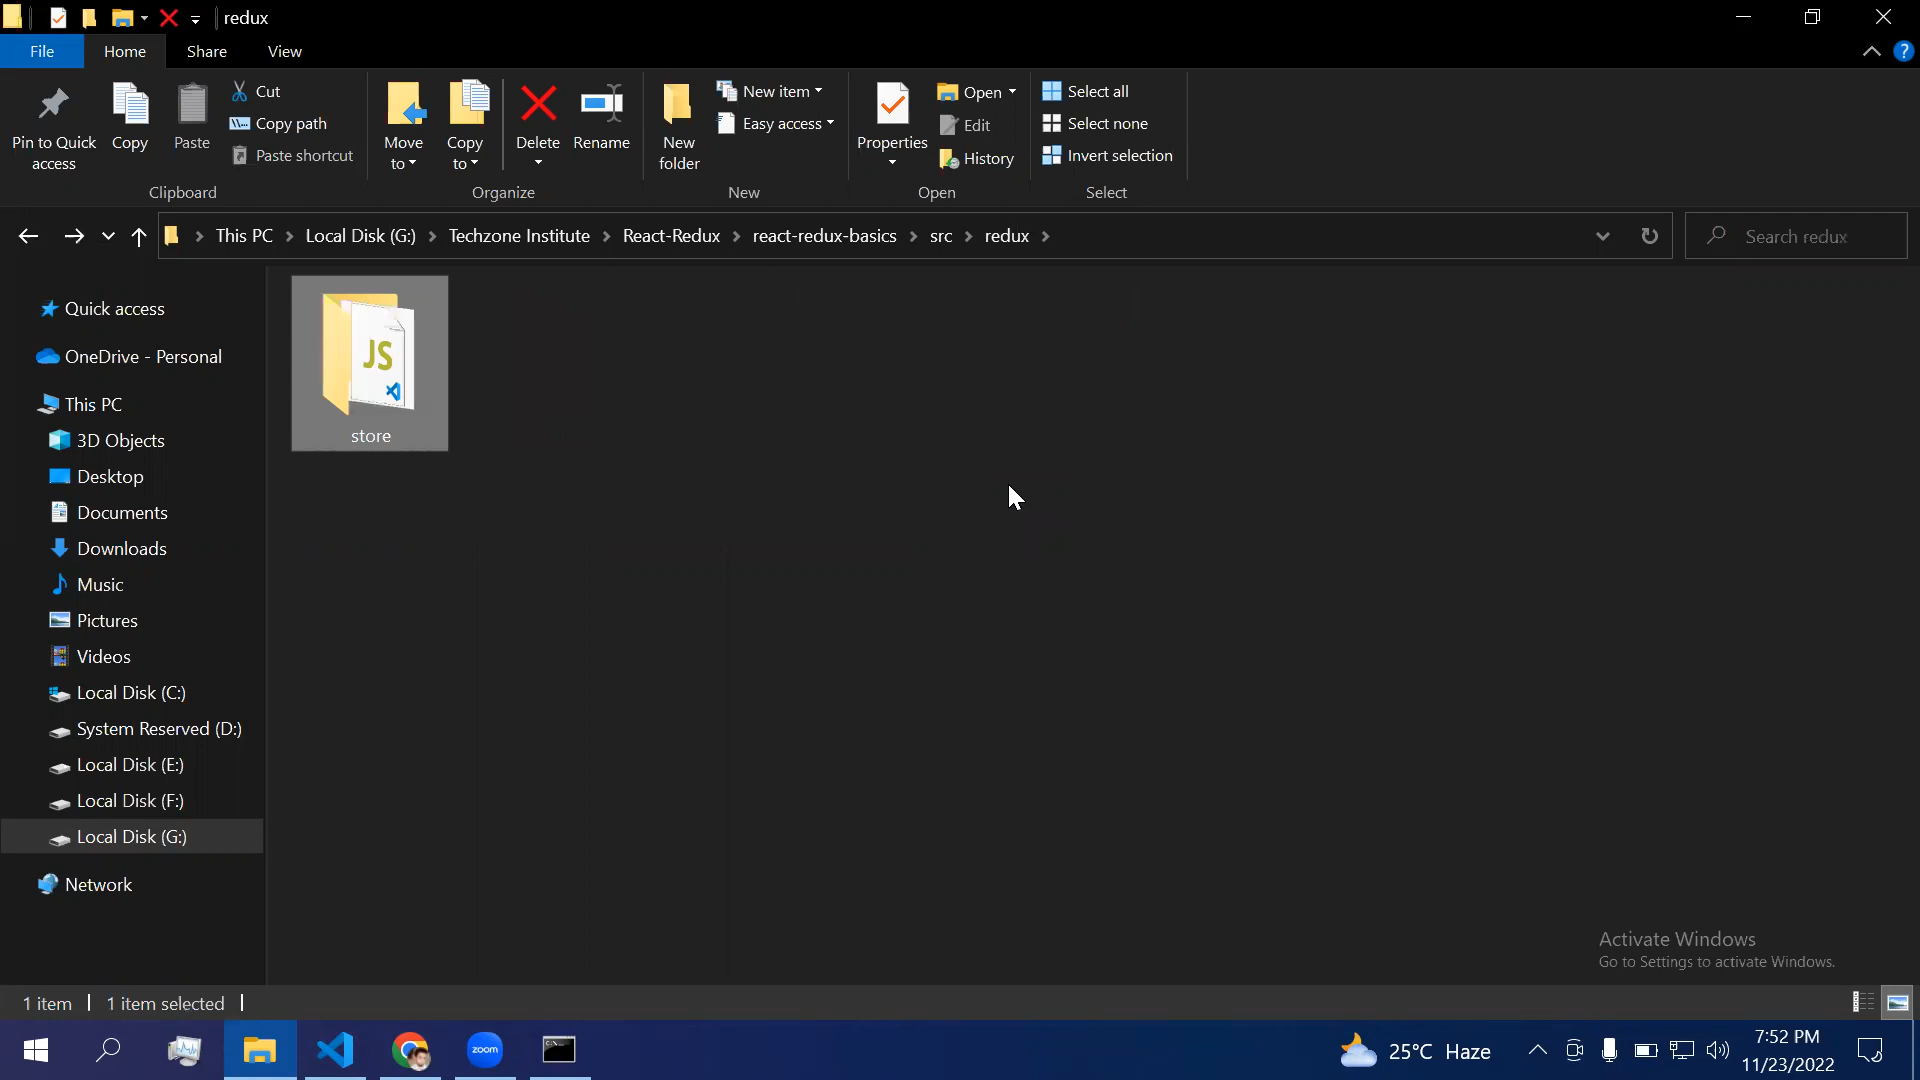 redux
File
Home
Share
View
Pin to Quick
access
Copy
Paste
Cut
Copy path
Paste shortcut
Clipboard
Move
to
Copy
to
Delete
Rename
Organize
New
folder
New item
Easy access
New
Properties
Open
Edit
History
Open
Select all
Select none
Invert selection
Select
This PC
Local Disk (G:)
Techzone Institute
React-Redux
react-redux-basics
src
redux
Search redux
Quick access
OneDrive - Personal
This PC
3D Objects
Desktop
Documents
Downloads
Music
Pictures
Videos
Local Disk (C:)
System Reserved (D:)
Local Disk (E:)
Local Disk (F:)
Local Disk (G:)
Network
JS
store
Activate Windows
Go to Settings to activate Windows.
1 item
1 item selected
zoom
25°C Haze
7:52 PM
11/23/2022